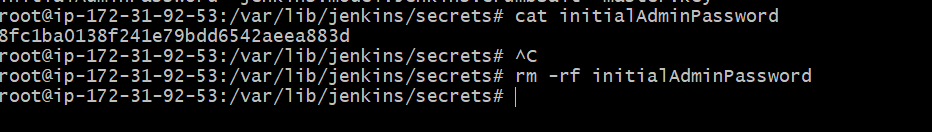 root@ip-172-31-92-53:/var/lib/jenkins/secrets# cat initialAdminPassword
8fc1ba0138f241e79bdd6542aeea883d
root@ip-172-31-92-53:/var/lib/jenkins/secrets# ^C
root@ip-172-31-92-53:/var/lib/jenkins/secrets# rm -rf initialAdminPassword
root@ip-172-31-92-53:/var/lib/jenkins/secrets#